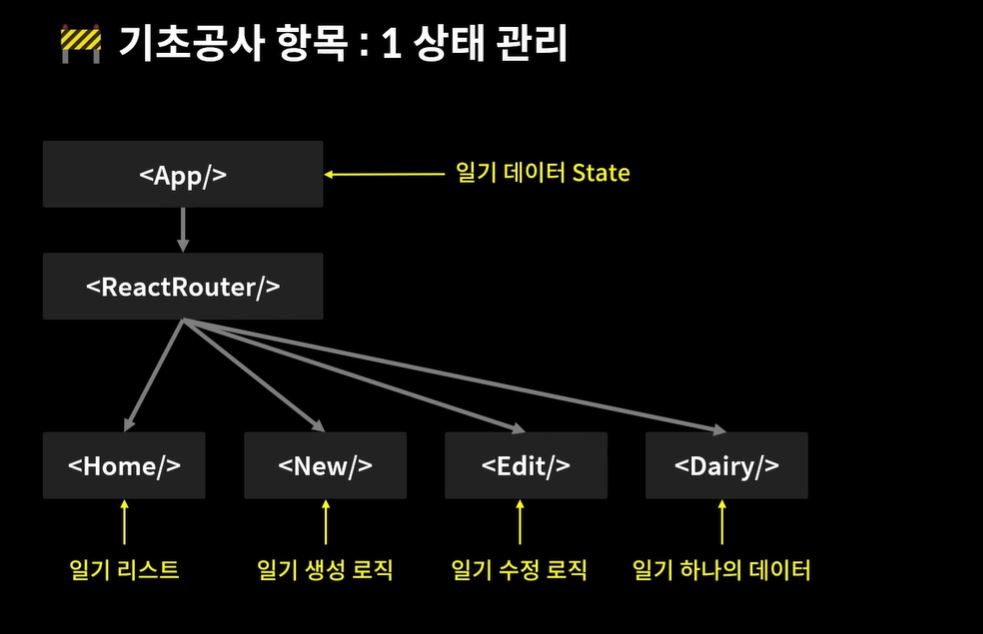 🚧 기초공사 항목 : 1 상태 관리
<App/>
일기 데이터 State
<ReactRouter/>
<Home/>
<New/>
<Edit/>
<Dairy/>
일기 리스트
일기 생성 로직
일기 수정 로직
일기 하나의 데이터